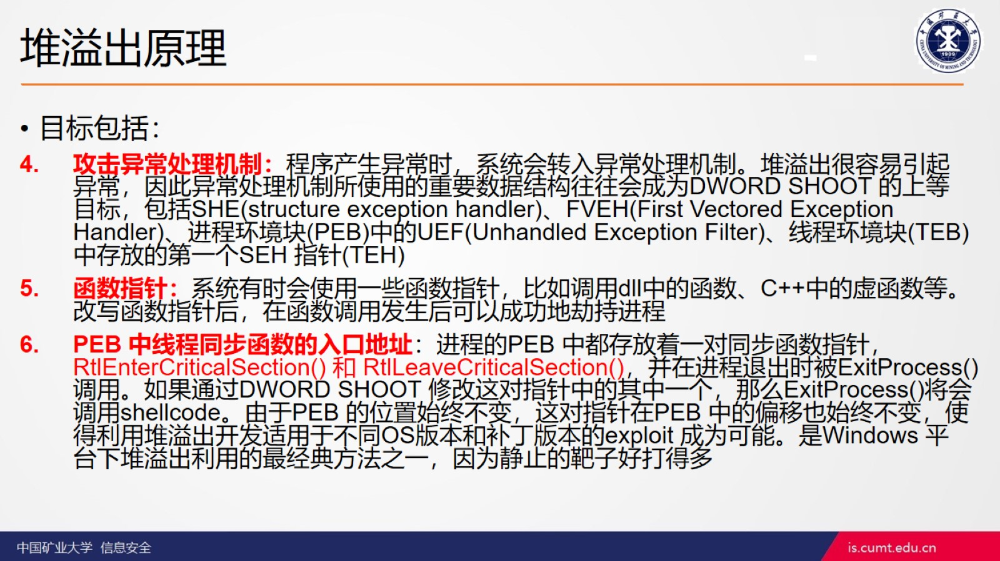 堆溢出原理
中国矿业大学
CHINA UNIVERSITY OF MINING AND TECHNOLOGY
1909
• 目标包括：
4. 攻击异常处理机制：程序产生异常时，系统会转入异常处理机制。堆溢出很容易引起
异常，因此异常处理机制所使用的重要数据结构往往会成为DWORD SHOOT 的上等
目标，包括SHE(structure exception handler)、FVEH(First Vectored Exception
Handler)、进程环境块(PEB)中的UEF(Unhandled Exception Filter)、线程环境块(TEB)
中存放的第一个SEH 指针(TEH)
5. 函数指针：系统有时会使用一些函数指针，比如调用dll中的函数、C++中的虚函数等。
改写函数指针后，在函数调用发生后可以成功地劫持进程
6. PEB 中线程同步函数的入口地址：进程的PEB 中都存放着一对同步函数指针，
RtlEnterCriticalSection() 和 RtlLeaveCriticalSection()，并在进程退出时被ExitProcess()
调用。如果通过DWORD SHOOT 修改这对指针中的其中一个，那么ExitProcess()将会
调用shellcode。由于PEB 的位置始终不变，这对指针在PEB 中的偏移也始终不变，使
得利用堆溢出开发适用于不同OS版本和补丁版本的exploit 成为可能。是Windows 平
台下堆溢出利用的最经典方法之一，因为静止的靶子好打得多
中国矿业大学 信息安全
is.cumt.edu.cn